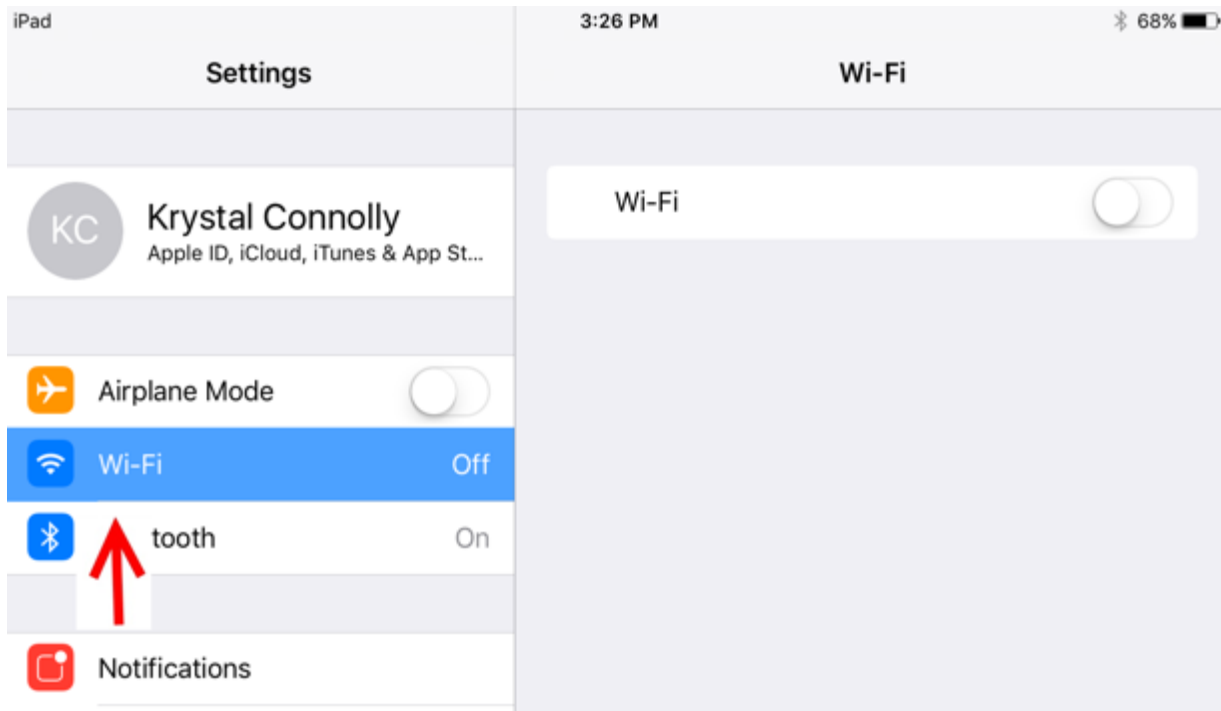 iPad 3:26 PM 68%
Settings
Wi-Fi
KC
Krystal Connolly
Apple ID, iCloud, iTunes & App St...
Airplane Mode
Wi-Fi Off
tooth On
Notifications
Wi-Fi